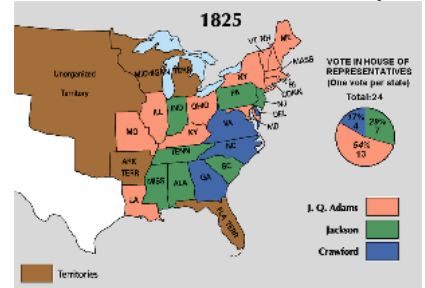 1825
VT
NH
ME
MASS
RI
CONN
NJ
DEL
MD
MICHIGAN TERR
Unorganized
Territory
NY
PA
ILL
IND
OHIO
VA
MO
KY
NC
TENN
ARK
TERR
SC
MISS
ALA
GA
LA
FLA TERR
VOTE IN HOUSE OF
REPRESENTATIVES
(One vote per state)
Total:24
17%
4
29%
7
54%
13
J. Q. Adams
Jackson
Crawford
Territories